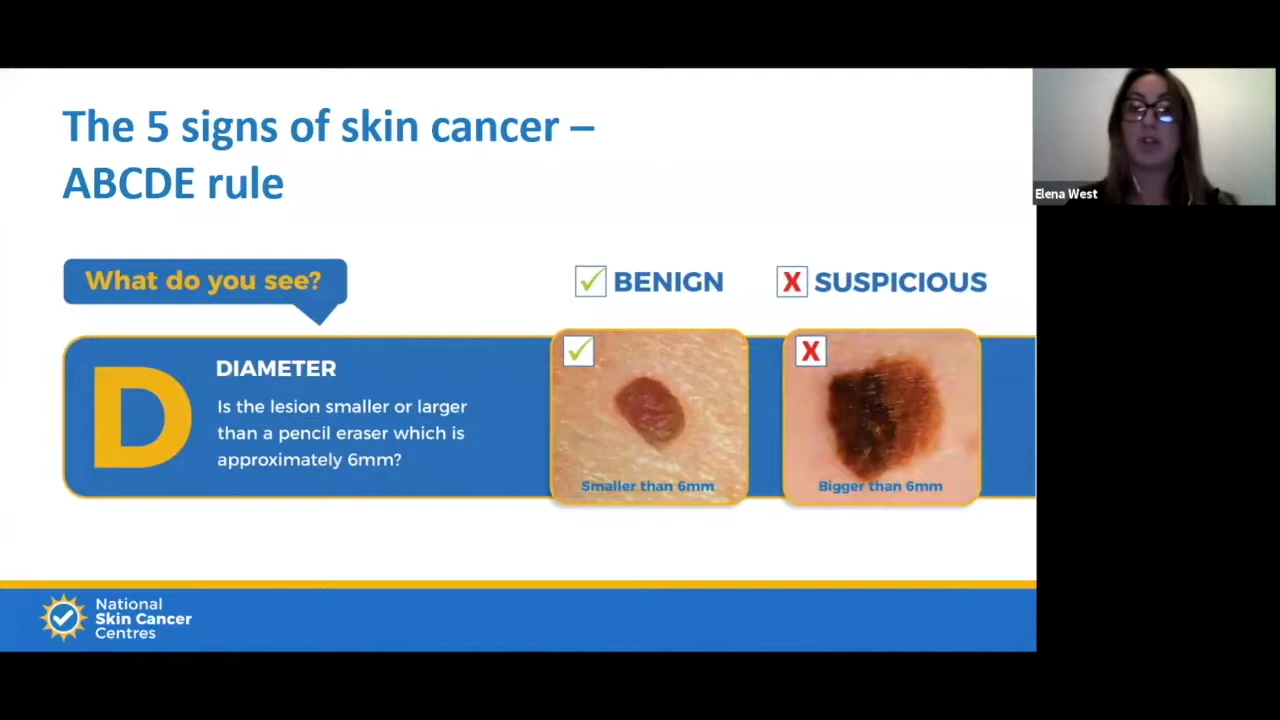 The 5 signs of skin cancer –
ABCDE rule
Elena West
What do you see?
BENIGN
X SUSPICIOUS
D
DIAMETER
Is the lesion smaller or larger
than a pencil eraser which is
approximately 6mm?
Smaller than 6mm
X
Bigger than 6mm
National
Skin Cancer
Centres